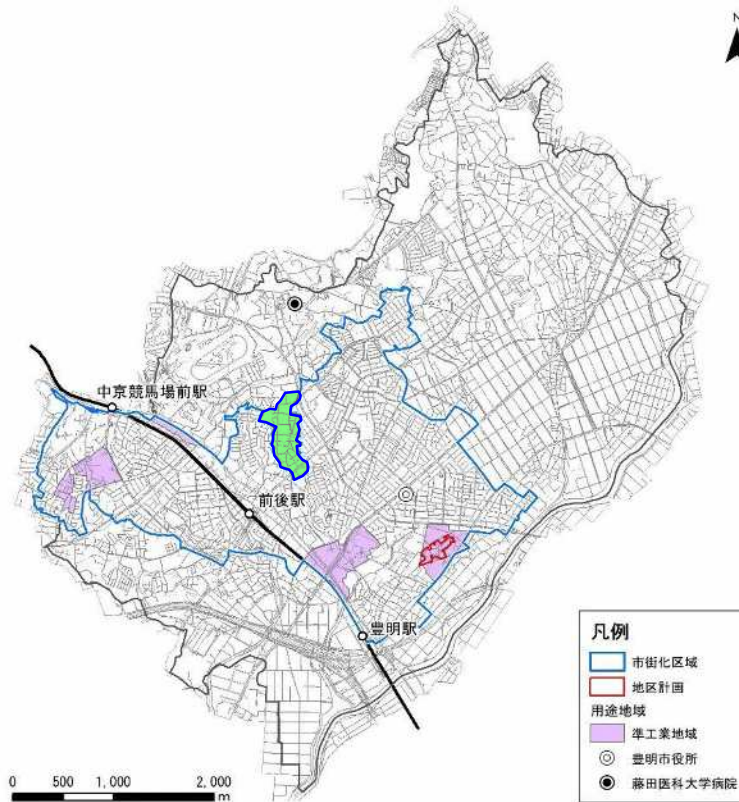 N
中京競馬場前駅
前後駅
豊明駅
凡例
市街化区域
地区計画
用途地域
準工業地域
豊明市役所
藤田医科大学病院
0 500 1,000 2,000
m